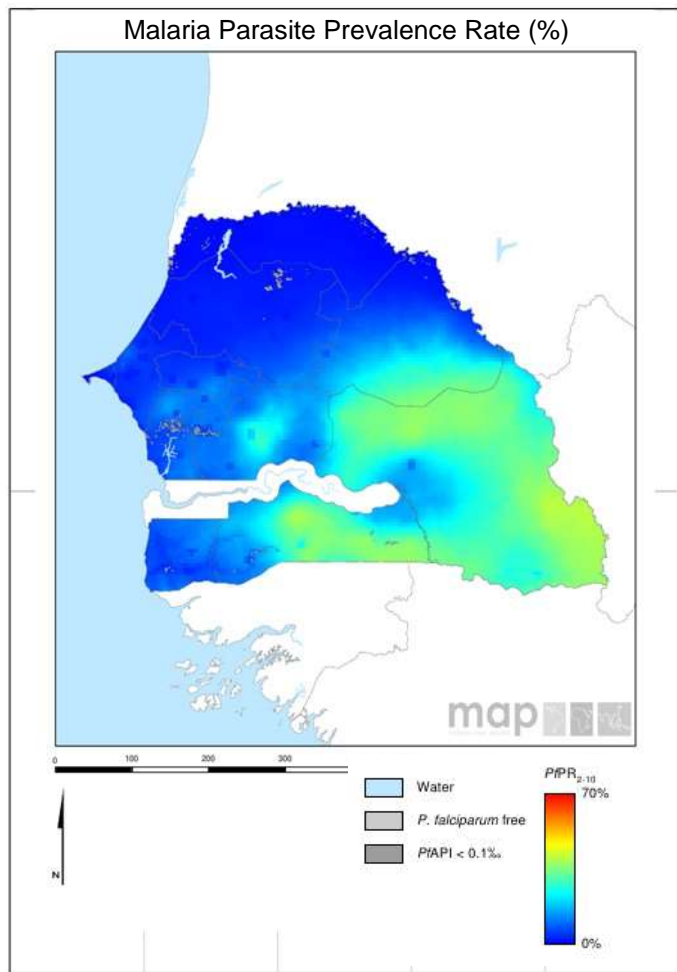 Malaria Parasite Prevalence Rate (%)
map
0 100 200 300
N
Water
P. falciparum free
PfAPI < 0.1‰
PfPR2-10
70%
0%